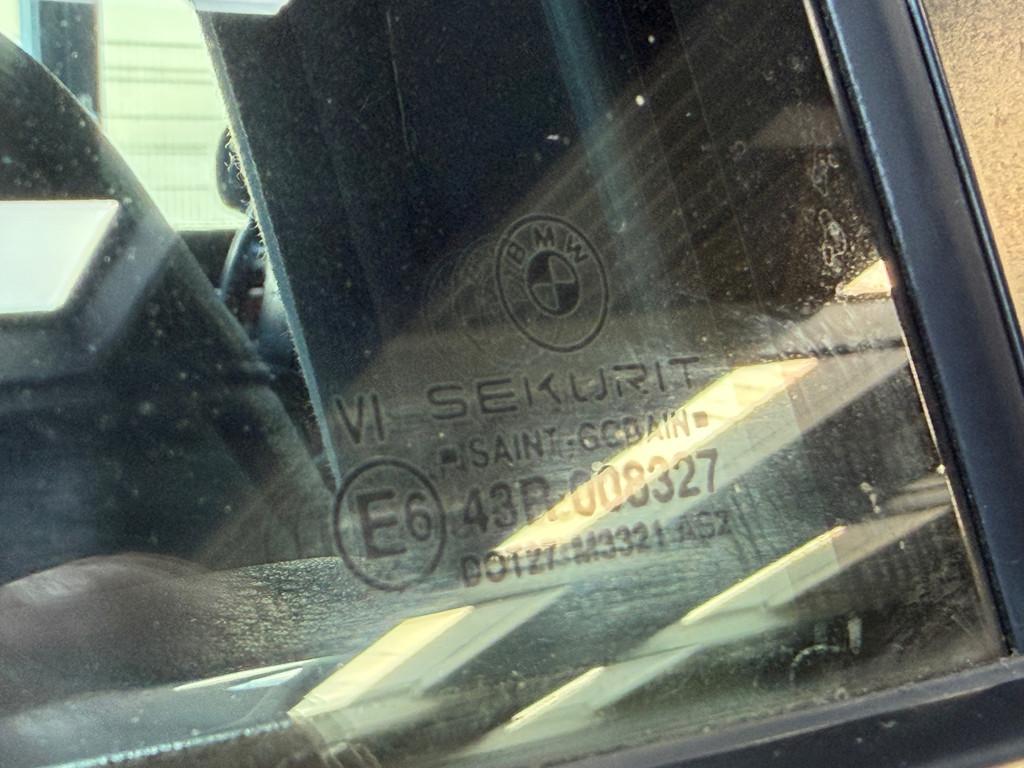 BMW
VI SEKURIT
SAINT-GOBAIN
E6 43R-008327
DOT27 M3321 AS2